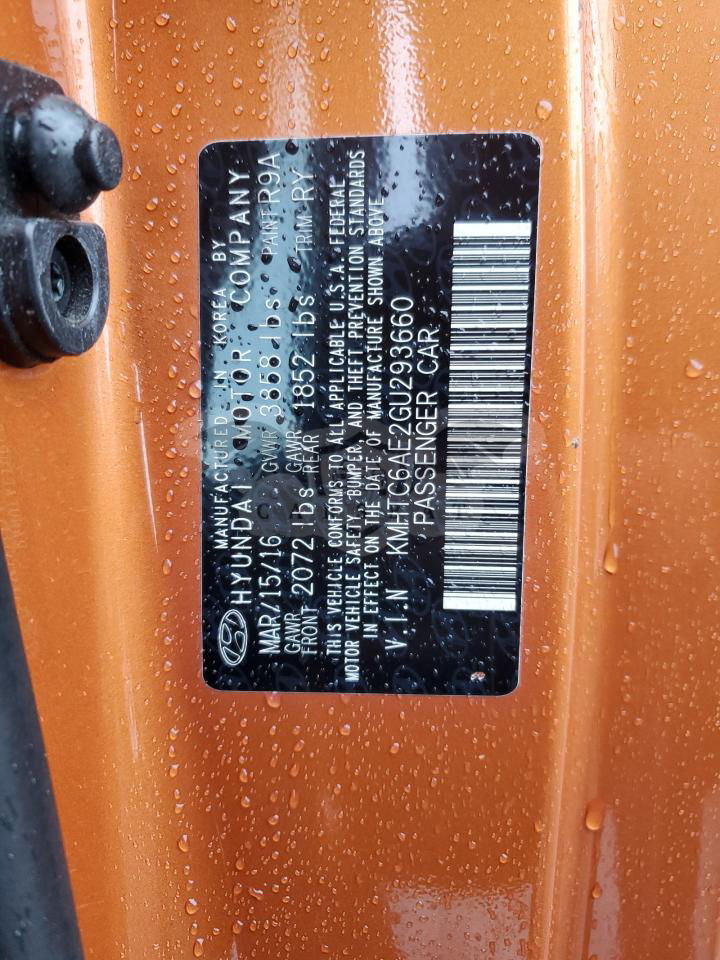 MANUFACTURED IN KOREA BY
HYUNDAI MOTOR COMPANY
MAR/15/16 GVWR 3858 lbs PAINT R9A
GAWR FRONT 2072 lbs GAWR REAR 1852 lbs TRIM RY
THIS VEHICLE CONFORMS TO ALL APPLICABLE U.S.A. FEDERAL
MOTOR VEHICLE SAFETY, BUMPER, AND THEFT PREVENTION STANDARDS
IN EFFECT ON THE DATE OF MANUFACTURE SHOWN ABOVE
V.I.N KMHTC6AE2GU293660
PASSENGER CAR